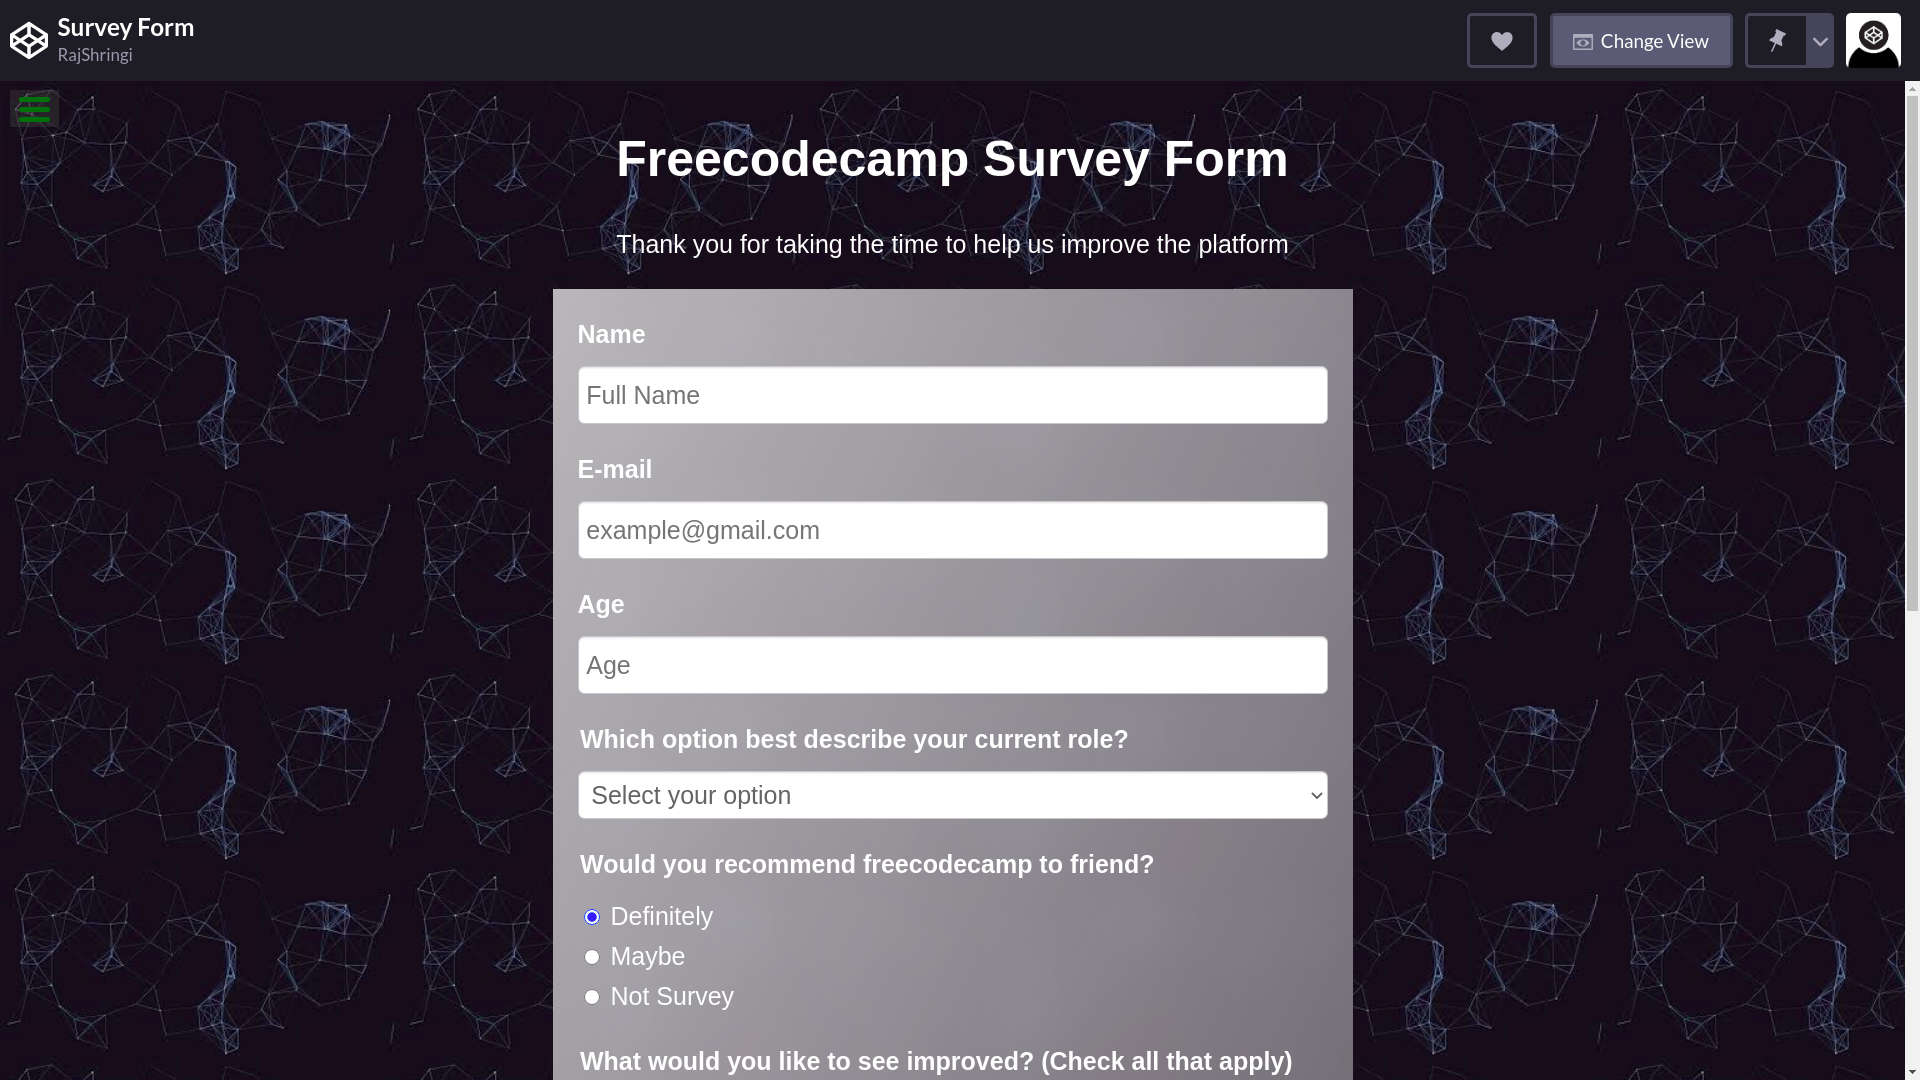 Survey Form
RajShringi
Change View
Freecodecamp Survey Form
Thank you for taking the time to help us improve the platform
Name
Full Name
E-mail
example@gmail.com
Age
Age
Which option best describe your current role?
Select your option
Would you recommend freecodecamp to friend?
Definitely
Maybe
Not Survey
What would you like to see improved? (Check all that apply)